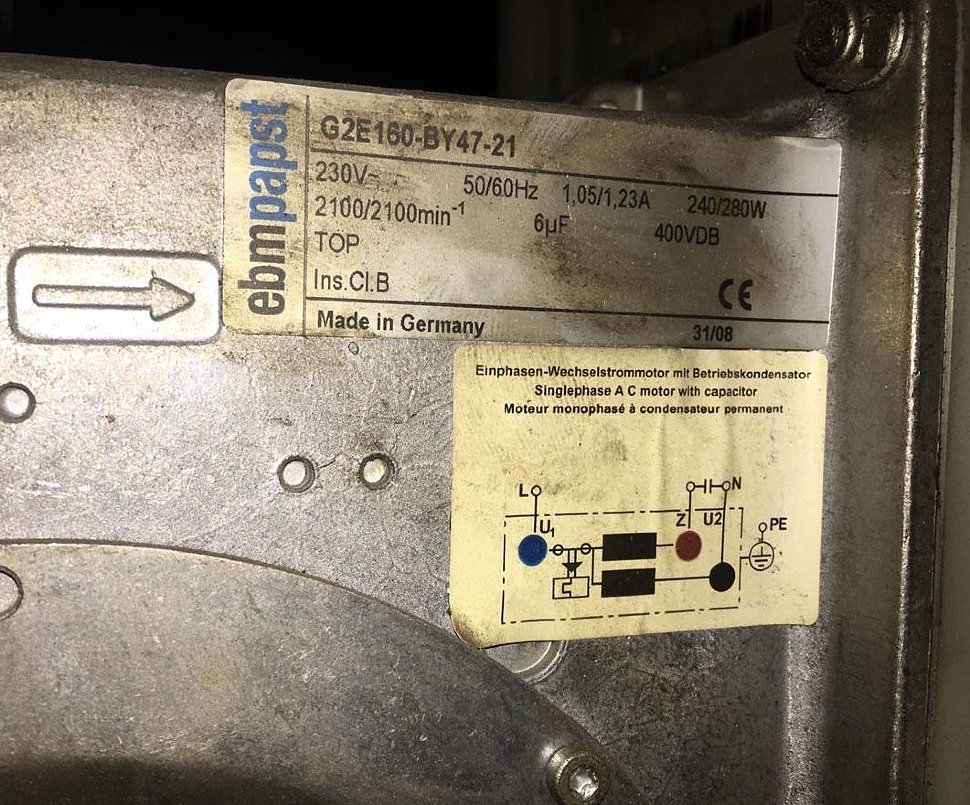 ebmpapst
G2E160-BY47-21
230V~ 50/60Hz 1,05/1,23A 240/280W
2100/2100min-1 6µF 400VDB
TOP
Ins.Cl.B CE
Made in Germany 31/08
Einphasen-Wechselstrommotor mit Betriebskondensator
Singlephase A C motor with capacitor
Moteur monophasé à condensateur permanent
L N
U1 Z U2 PE